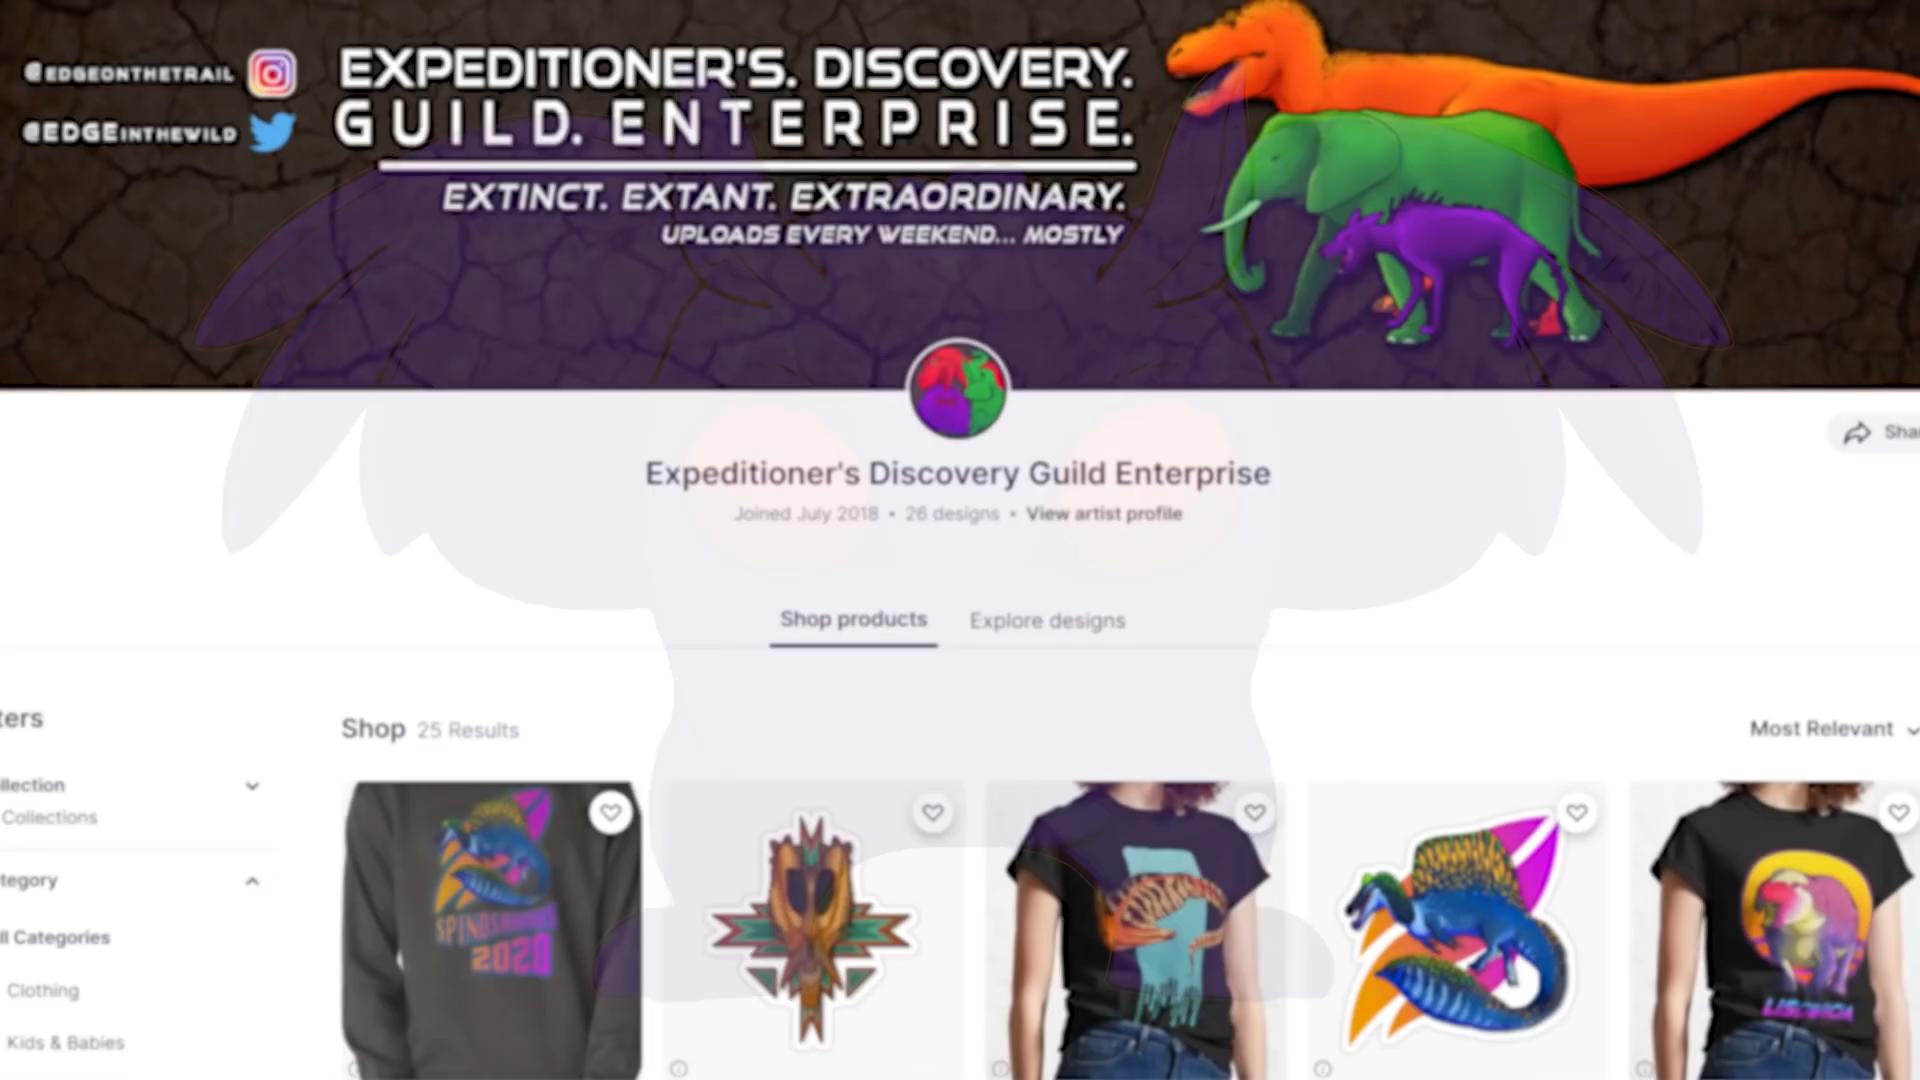 @EDGEONTHETRAIL
@EDGEINTHEWILD
EXPEDITIONER'S. DISCOVERY.
GUILD. ENTERPRISE.
EXTINCT. EXTANT. EXTRAORDINARY.
UPLOADS EVERY WEEKEND... MOSTLY
Shar
Expeditioner's Discovery Guild Enterprise
Joined July 2018 • 26 designs • View artist profile
Shop products Explore designs
ters
Shop 25 Results
Most Relevant
llection
Collections
tegory
ll Categories
Clothing
Kids & Babies
SPINOSAURUS
2020